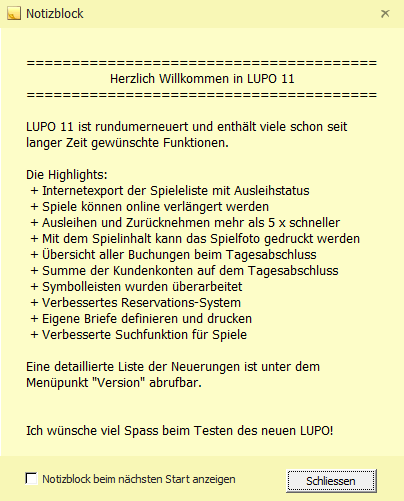 Notizblock
=======================================
Herzlich Willkommen in LUPO 11
=======================================
LUPO 11 ist rundumerneuert und enthält viele schon seit
langer Zeit gewünschte Funktionen.
Die Highlights:
+ Internetexport der Spieleliste mit Ausleihstatus
+ Spiele können online verlängert werden
+ Ausleihen und Zurücknehmen mehr als 5 x schneller
+ Mit dem Spielinhalt kann das Spielfoto gedruckt werden
+ Übersicht aller Buchungen beim Tagesabschluss
+ Summe der Kundenkonten auf dem Tagesabschluss
+ Symbolleisten wurden überarbeitet
+ Verbessertes Reservations-System
+ Eigene Briefe definieren und drucken
+ Verbesserte Suchfunktion für Spiele
Eine detaillierte Liste der Neuerungen ist unter dem
Menüpunkt "Version" abrufbar.
Ich wünsche viel Spass beim Testen des neuen LUPO!
Notizblock beim nächsten Start anzeigen
Schliessen